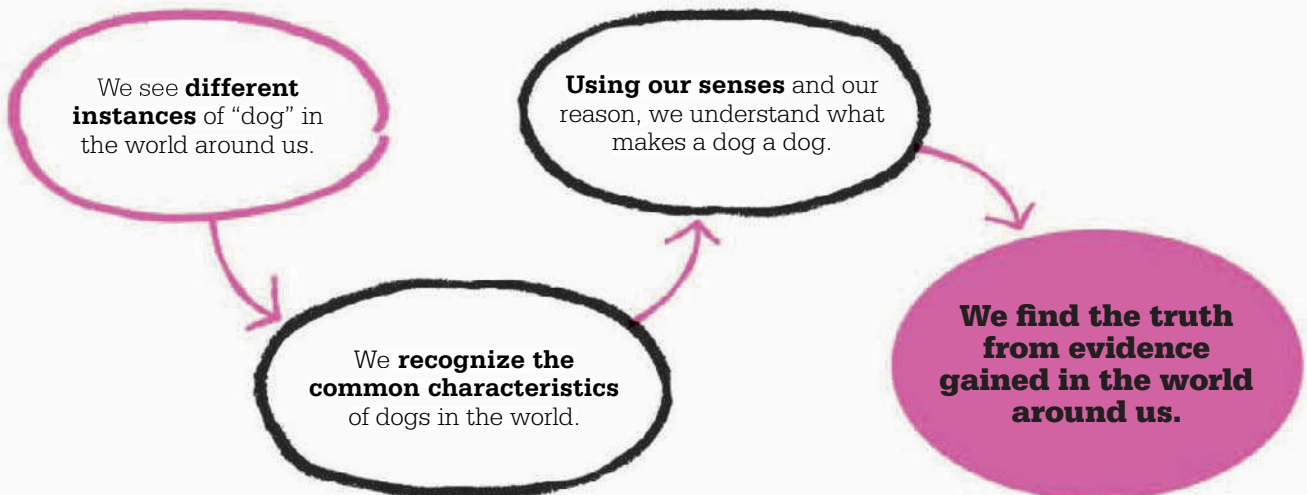 We see different
instances of “dog” in
the world around us.
We recognize the
common characteristics
of dogs in the world.
Using our senses and our
reason, we understand what
makes a dog a dog.
We find the truth
from evidence
gained in the world
around us.